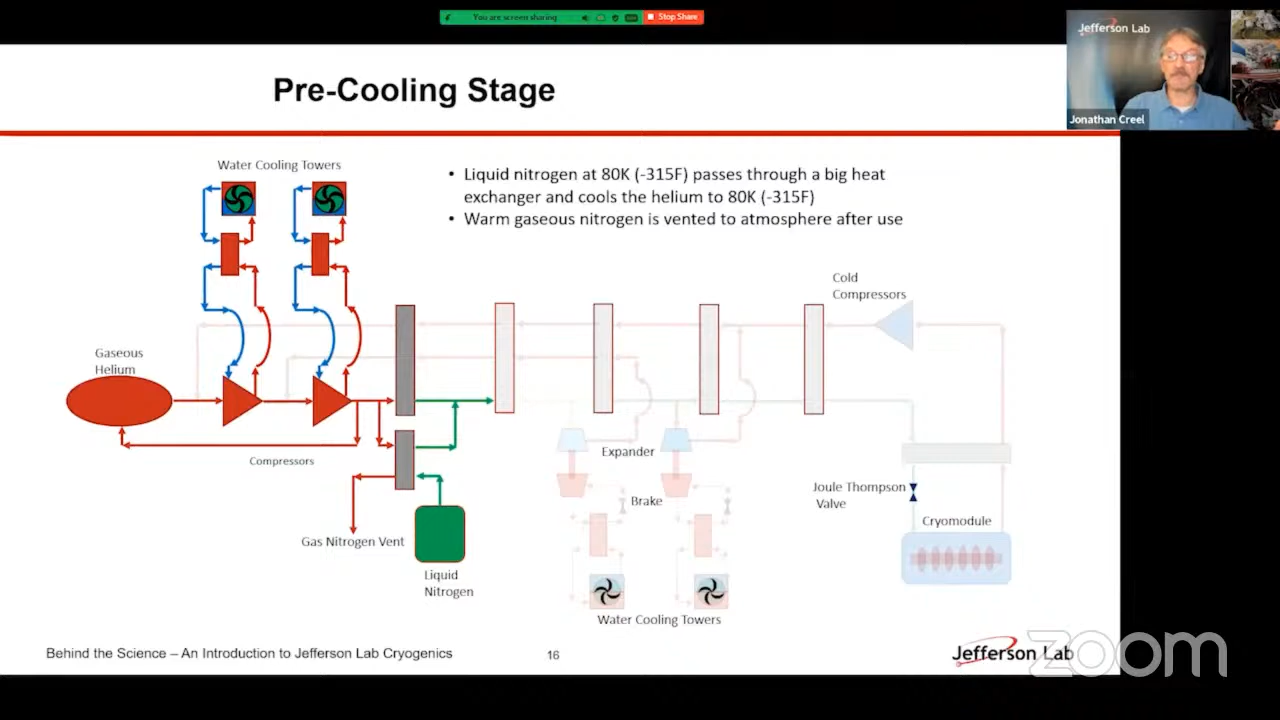 You are screen sharing
Stop Share
Jefferson Lab
Jonathan Creel
Pre-Cooling Stage
Water Cooling Towers
• Liquid nitrogen at 80K (-315F) passes through a big heat
exchanger and cools the helium to 80K (-315F)
• Warm gaseous nitrogen is vented to atmosphere after use
Cold
Compressors
Gaseous
Helium
Compressors
Expander
Brake
Joule Thompson
Valve
Cryomodule
Gas Nitrogen Vent
Liquid
Nitrogen
Water Cooling Towers
Behind the Science – An Introduction to Jefferson Lab Cryogenics
16
Jefferson Lab
zoom